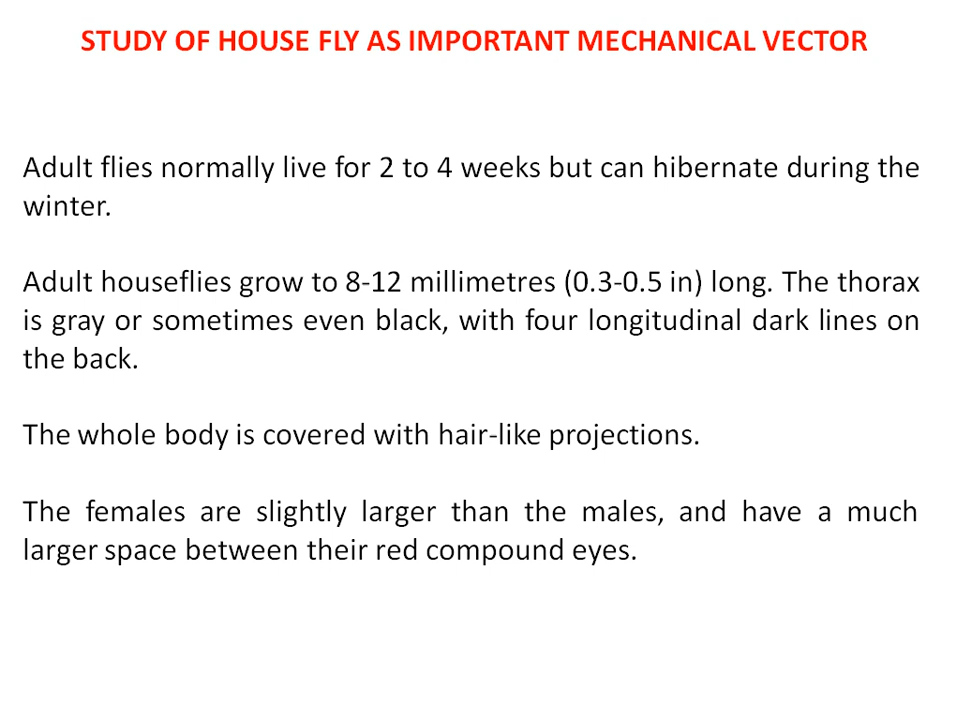 STUDY OF HOUSE FLY AS IMPORTANT MECHANICAL VECTOR
Adult flies normally live for 2 to 4 weeks but can hibernate during the
winter.
Adult houseflies grow to 8-12 millimetres (0.3-0.5 in) long. The thorax
is gray or sometimes even black, with four longitudinal dark lines on
the back.
The whole body is covered with hair-like projections.
The females are slightly larger than the males, and have a much
larger space between their red compound eyes.